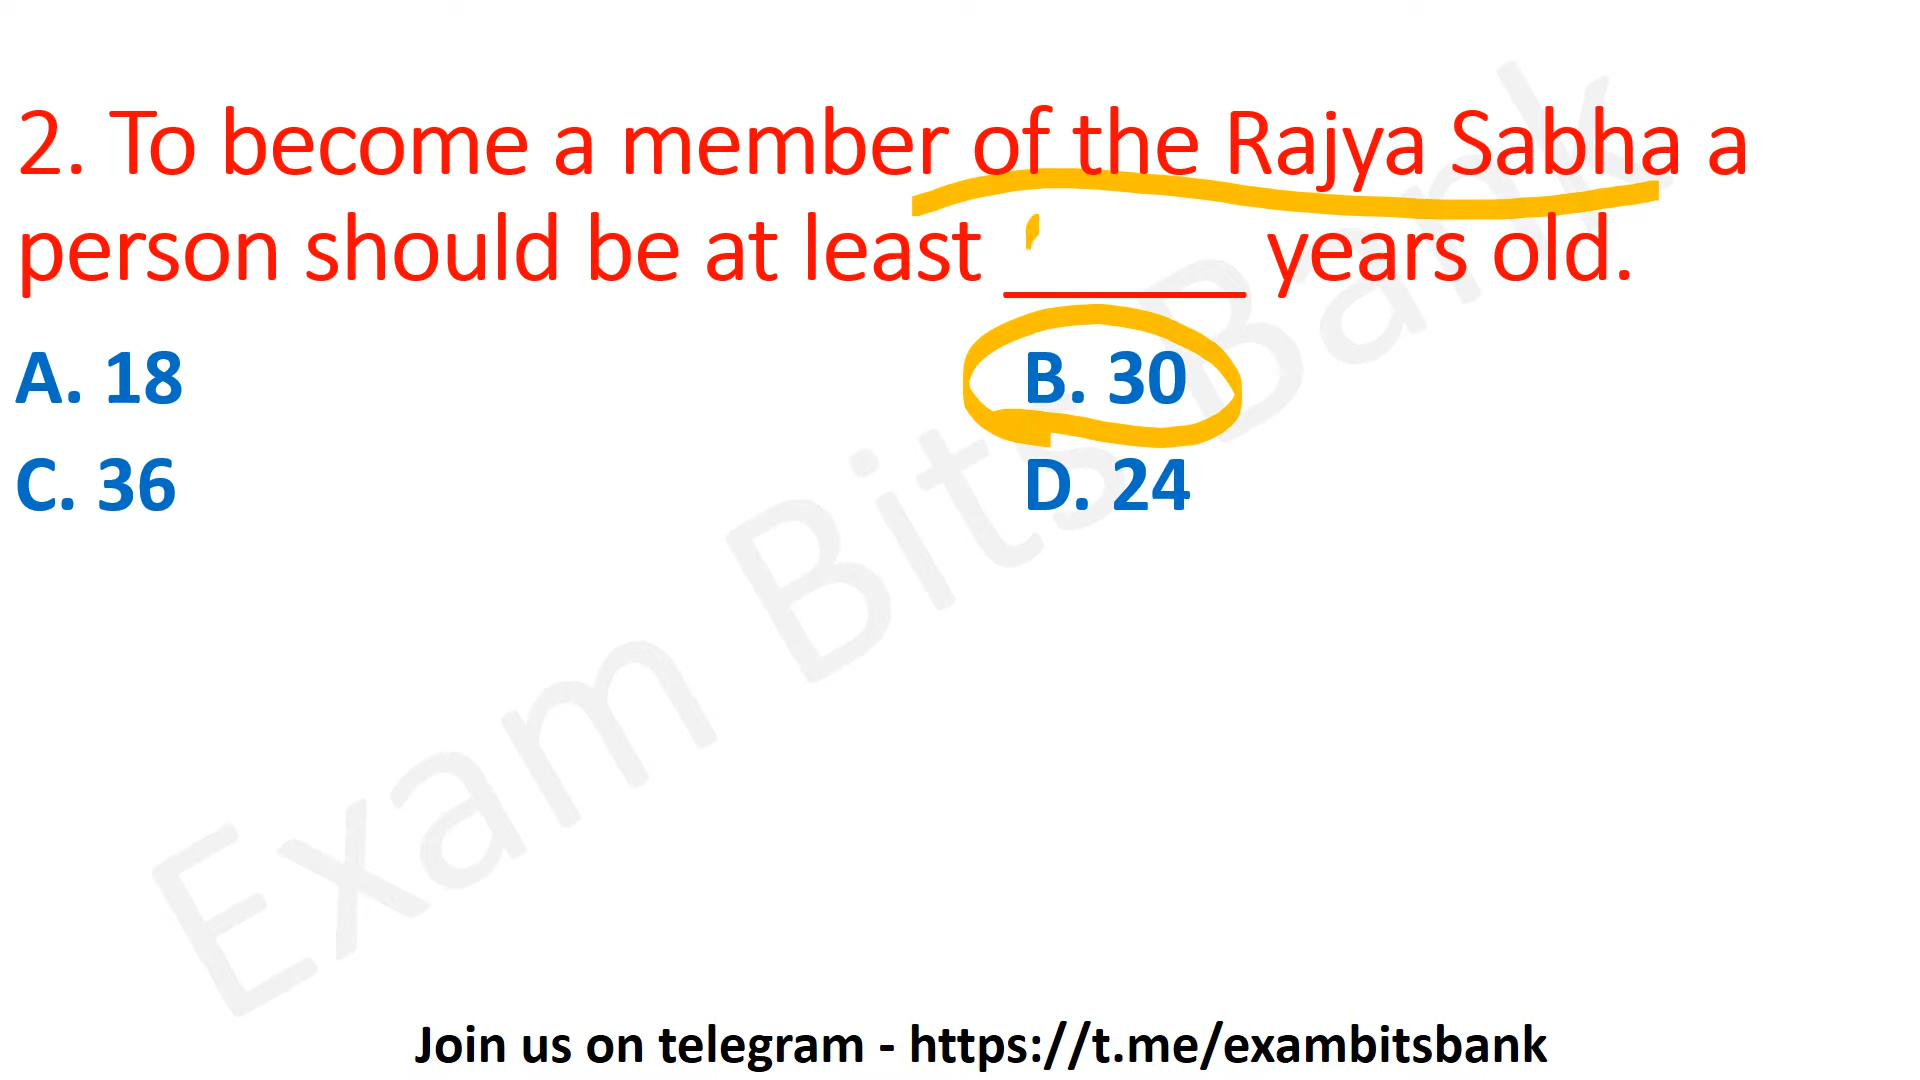 2. To become a member of the Rajya Sabha a
person should be at least ______ years old.
A. 18 B. 30
C. 36 D. 24
Exam Bits Bank
Join us on telegram - https://t.me/exambitsbank